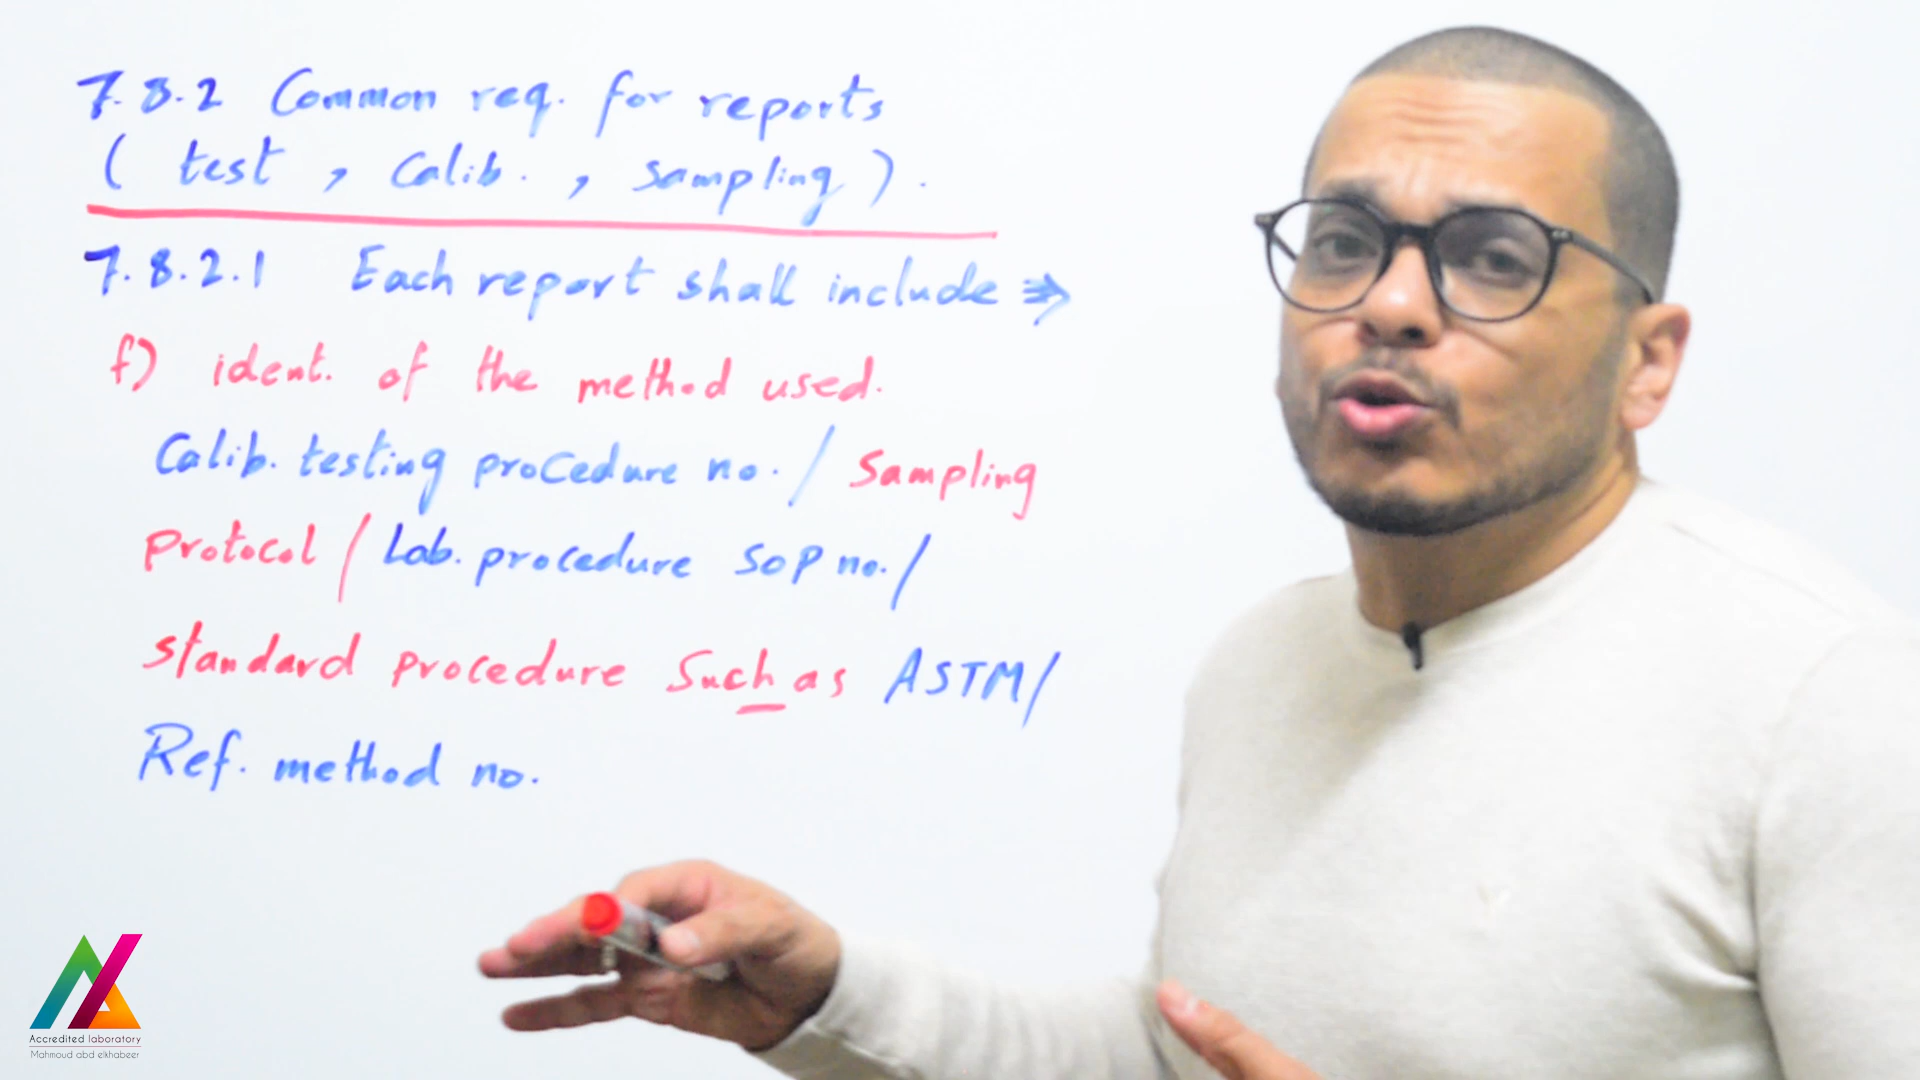 7.8.2 Common req. for reports
( test , Calib. , sampling ) .
7.8.2.1 Each report shall include ⇒
f) ident. of the method used.
Calib. testing procedure no. / Sampling
Protocol / Lab. procedure SOP no. /
standard procedure Such as ASTM /
Ref. method no.
Accredited laboratory
Mahmoud abd elkhabeer